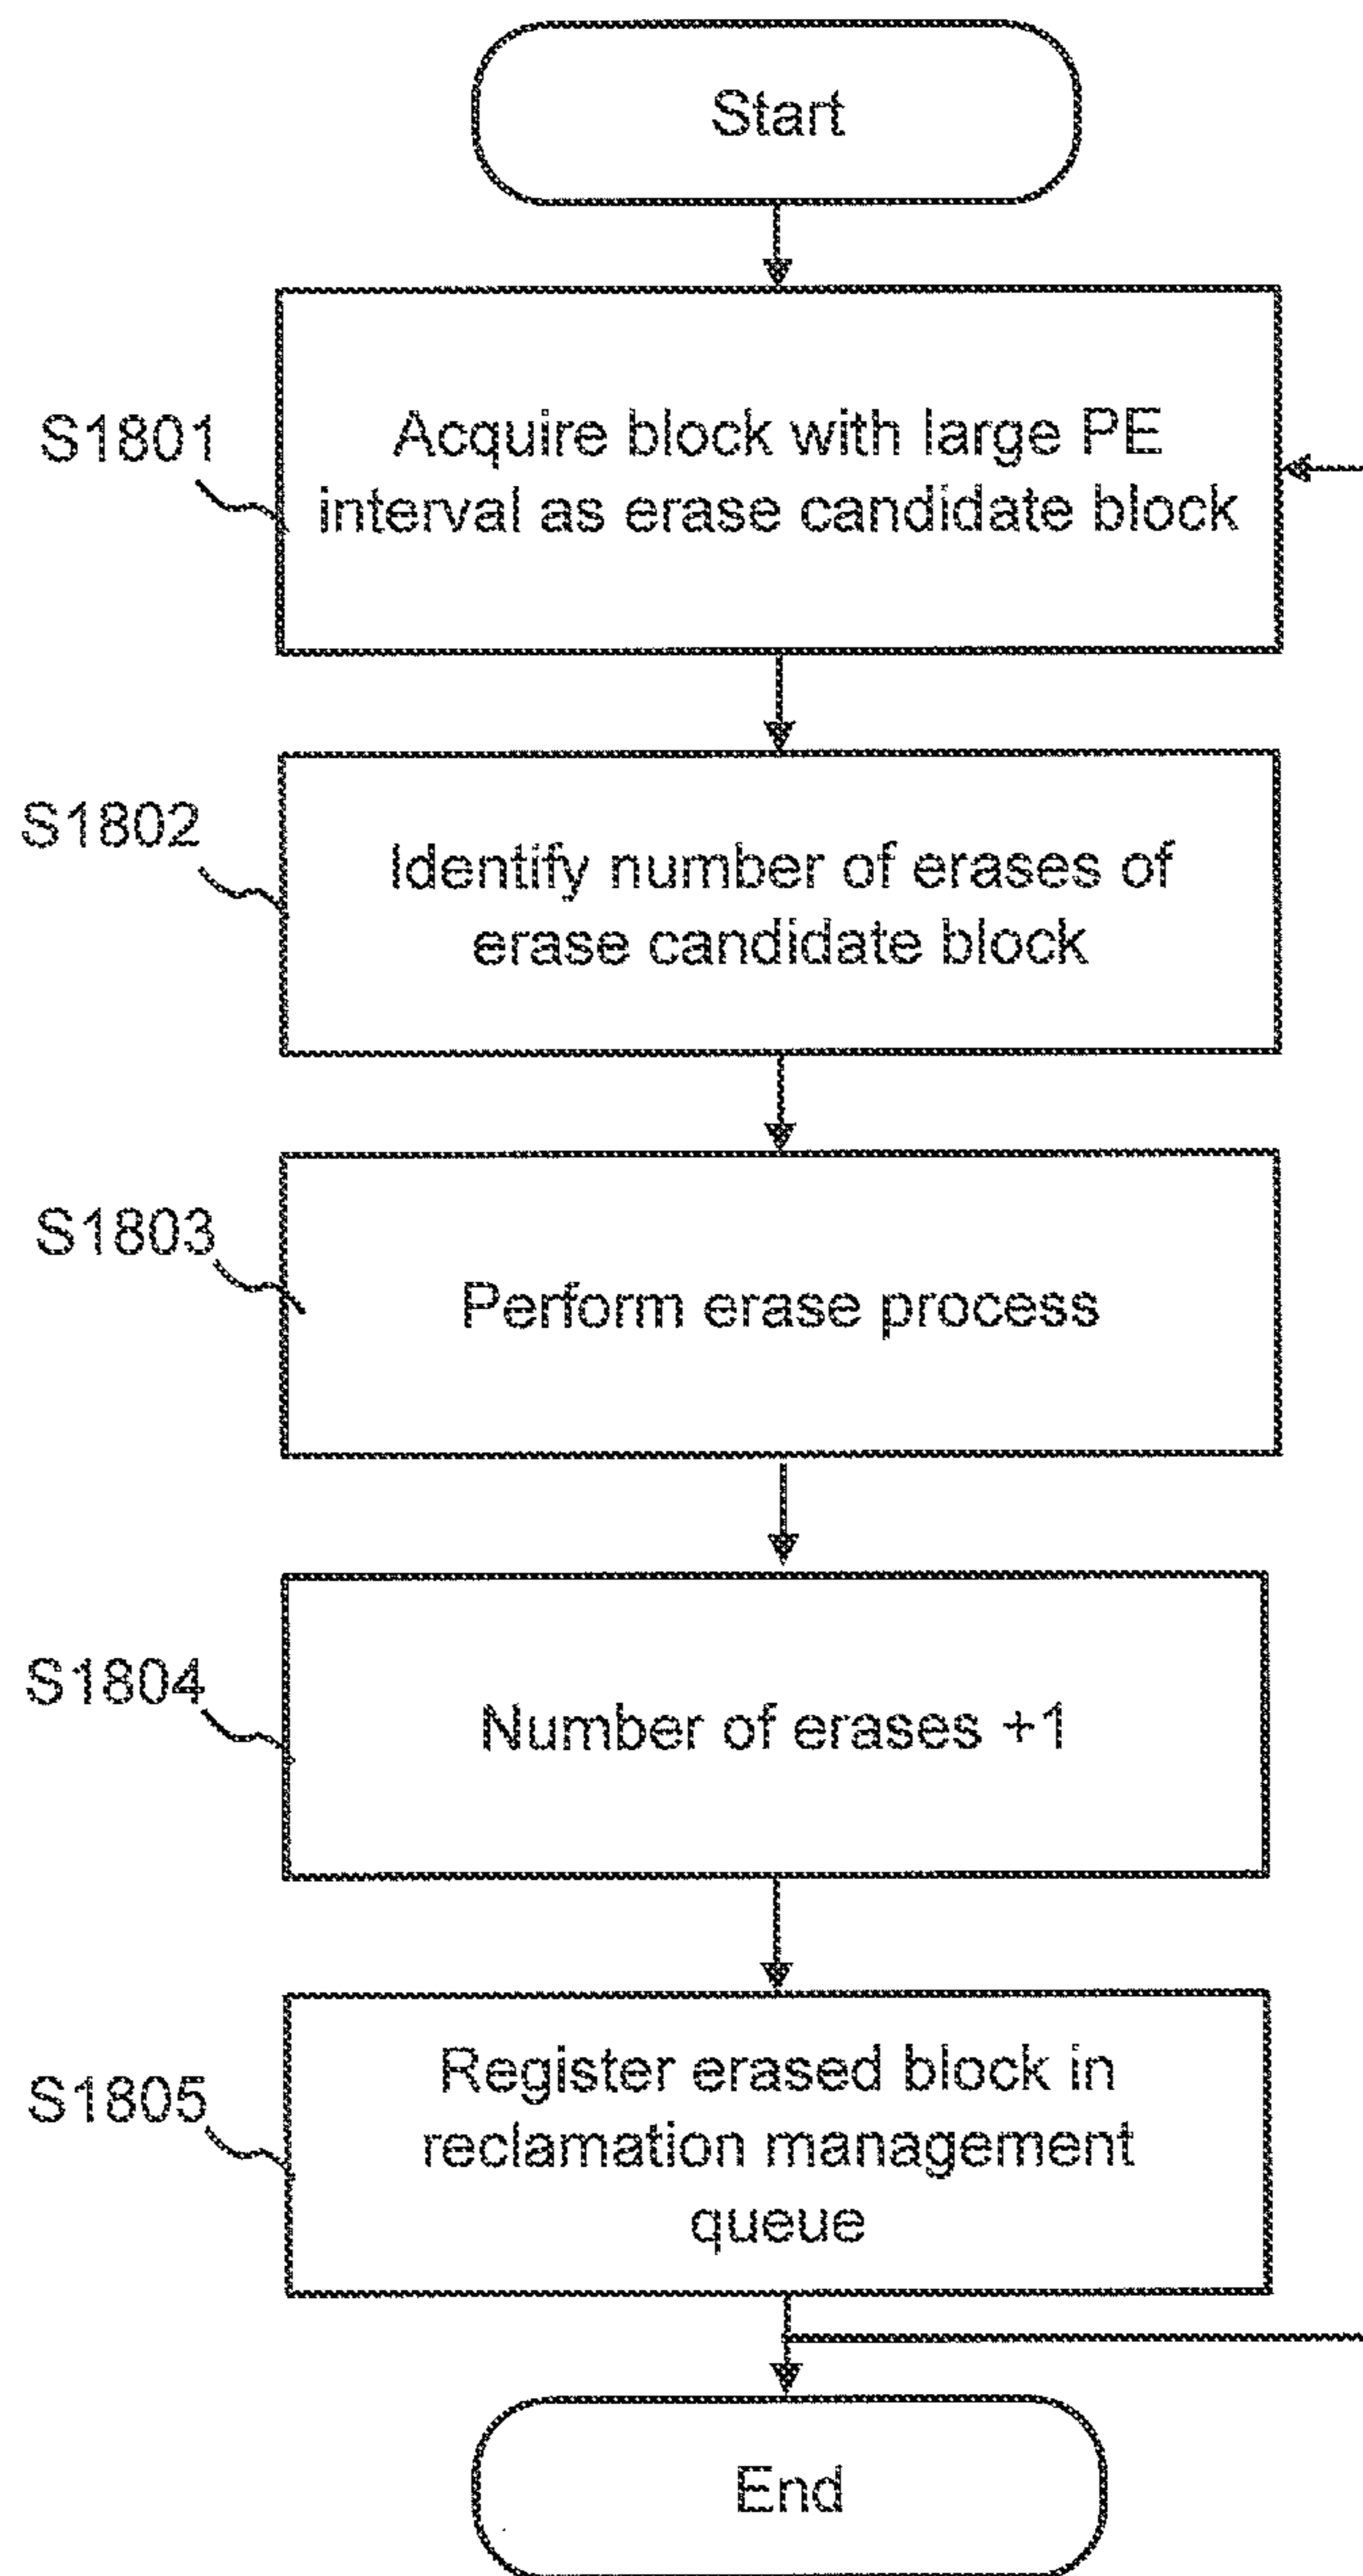 Start
S1801
Acquire block with large PE
interval as erase candidate block
S1802
Identify number of erases of
erase candidate block
S1803
Perform erase process
S1804
Number of erases +1
S1805
Register erased block in
reclamation management
queue
End